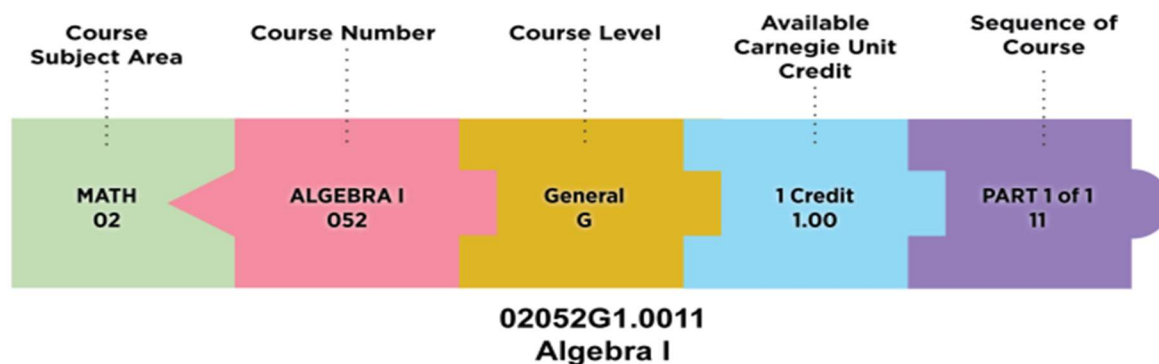 Course
Subject Area
Course Number
Course Level
Available
Carnegie Unit
Credit
Sequence of
Course
MATH
02
ALGEBRA I
052
General
G
1 Credit
1.00
PART 1 of 1
11
02052G1.0011
Algebra I